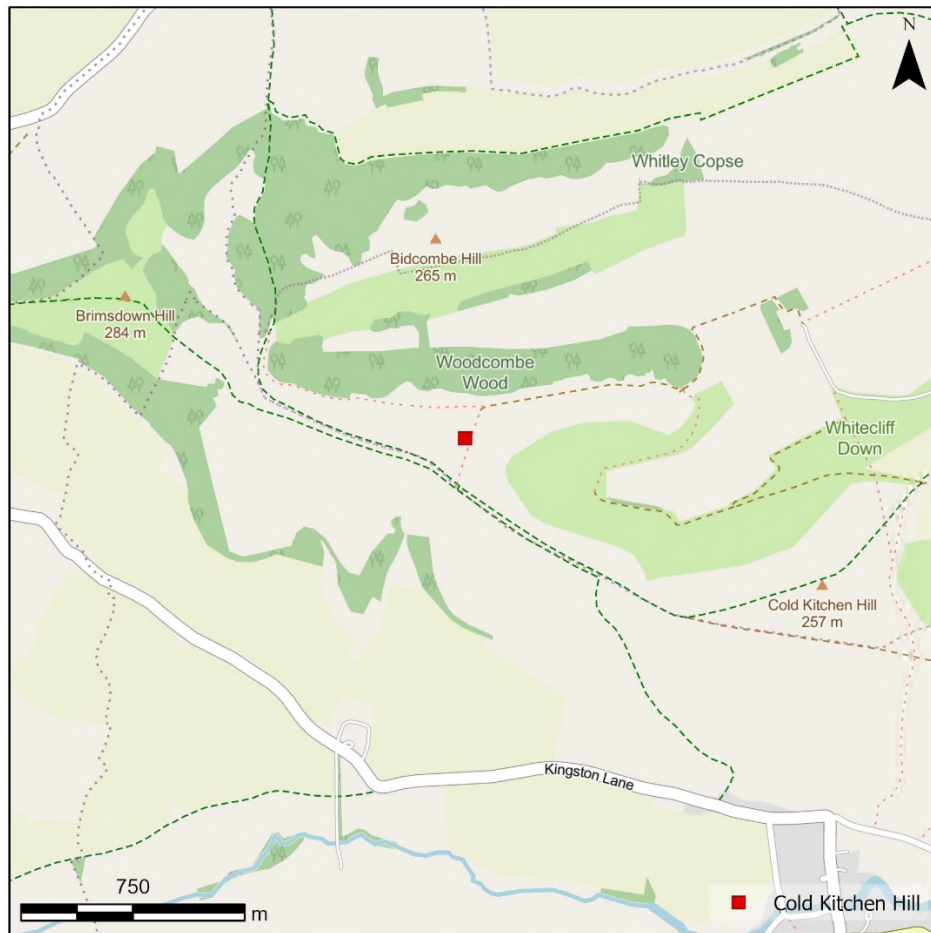 N
Whitley Copse
Bidcombe Hill
265 m
Brimsdown Hill
284 m
Woodcombe
Wood
Whitecliff
Down
Cold Kitchen Hill
257 m
Kingston Lane
750
m
Cold Kitchen Hill